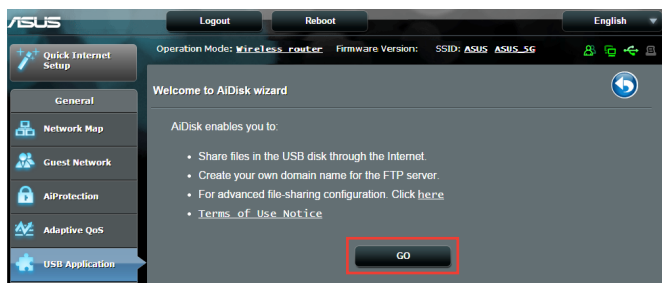 ASUS
Logout
Reboot
English
Quick Internet
Setup
Operation Mode: Wireless router Firmware Version: SSID: ASUS ASUS_5G
General
Network Map
Guest Network
AiProtection
Adaptive QoS
USB Application
Welcome to AiDisk wizard
AiDisk enables you to:
• Share files in the USB disk through the Internet.
• Create your own domain name for the FTP server.
• For advanced file-sharing configuration. Click here
• Terms of Use Notice
GO